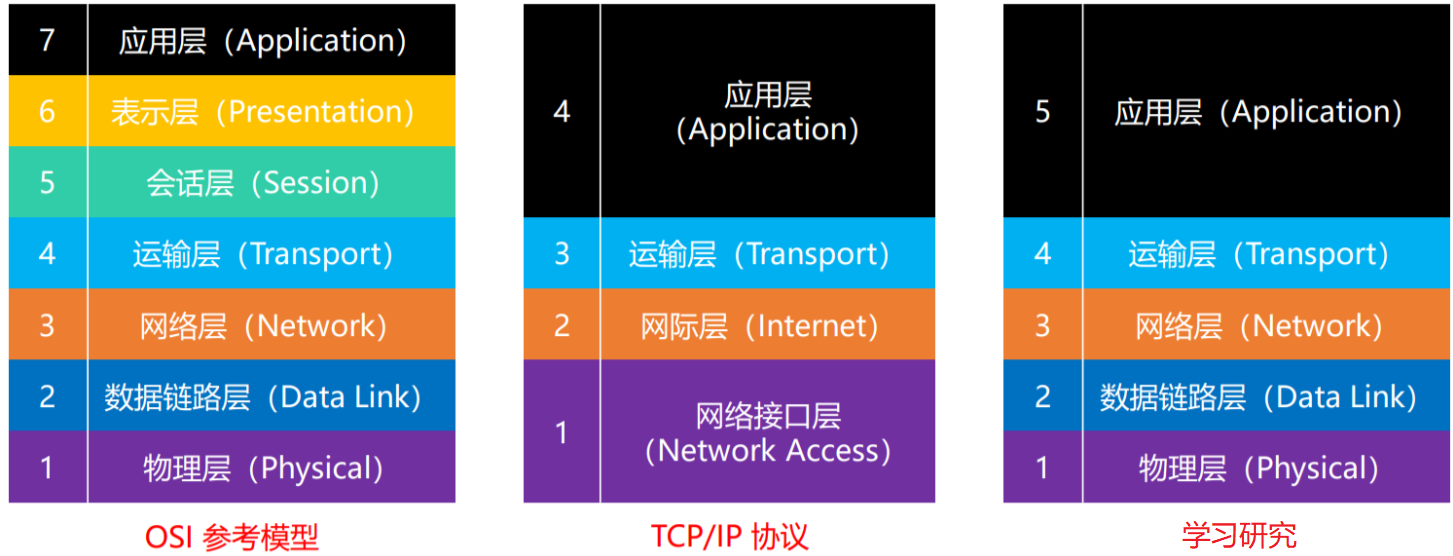 7 应用层（Application）
6 表示层（Presentation）
5 会话层（Session）
4 运输层（Transport）
3 网络层（Network）
2 数据链路层（Data Link）
1 物理层（Physical）
OSI 参考模型
4 应用层
（Application）
3 运输层（Transport）
2 网际层（Internet）
1 网络接口层
（Network Access）
TCP/IP 协议
5 应用层（Application）
4 运输层（Transport）
3 网络层（Network）
2 数据链路层（Data Link）
1 物理层（Physical）
学习研究